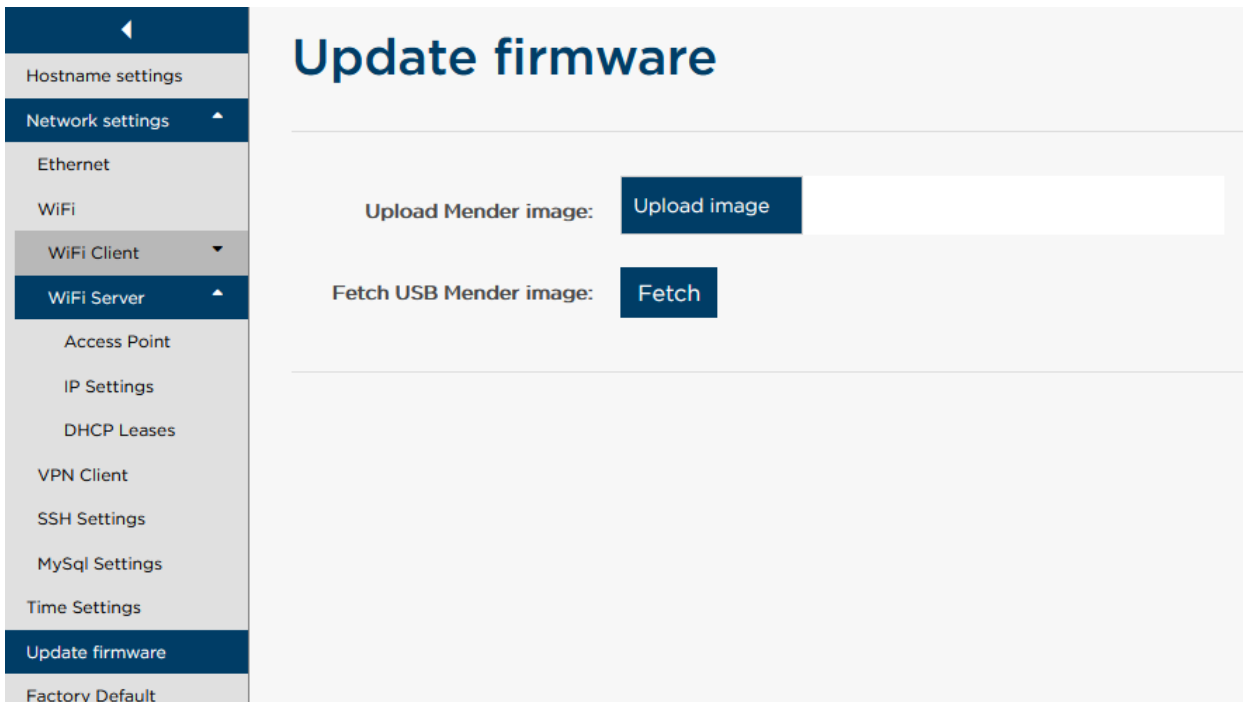 Hostname settings
Network settings
Ethernet
WiFi
WiFi Client
WiFi Server
Access Point
IP Settings
DHCP Leases
VPN Client
SSH Settings
MySql Settings
Time Settings
Update firmware
Factory Default
Update firmware
Upload Mender image: Upload image
Fetch USB Mender image: Fetch